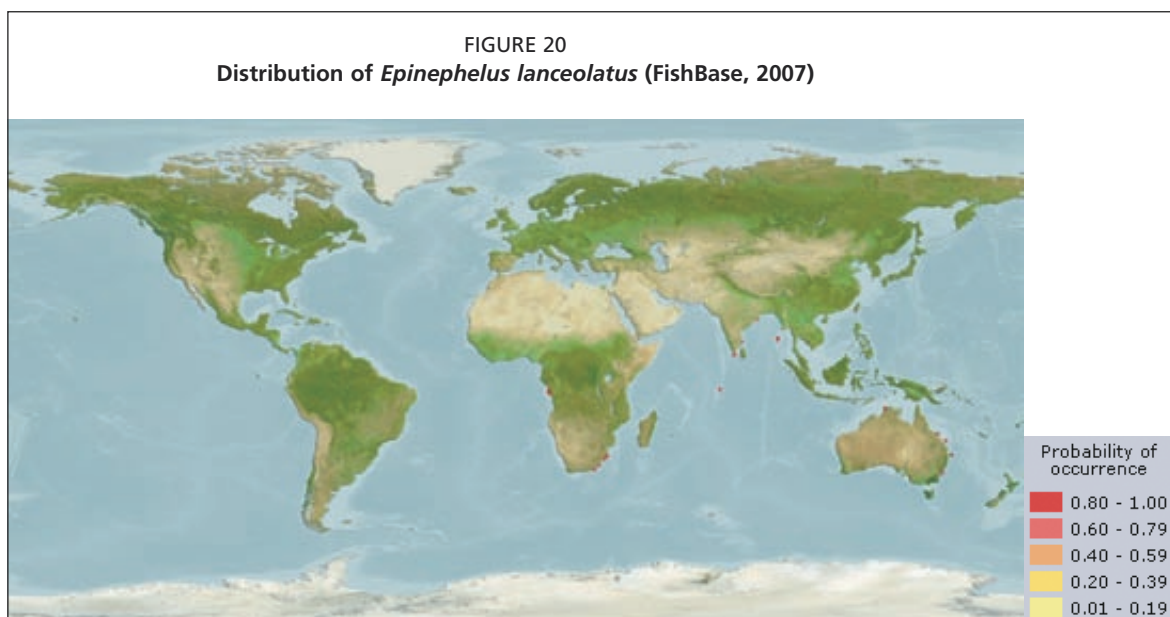 FIGURE 20
Distribution of Epinephelus lanceolatus (FishBase, 2007)
Probability of
occurrence
0.80 - 1.00
0.60 - 0.79
0.40 - 0.59
0.20 - 0.39
0.01 - 0.19